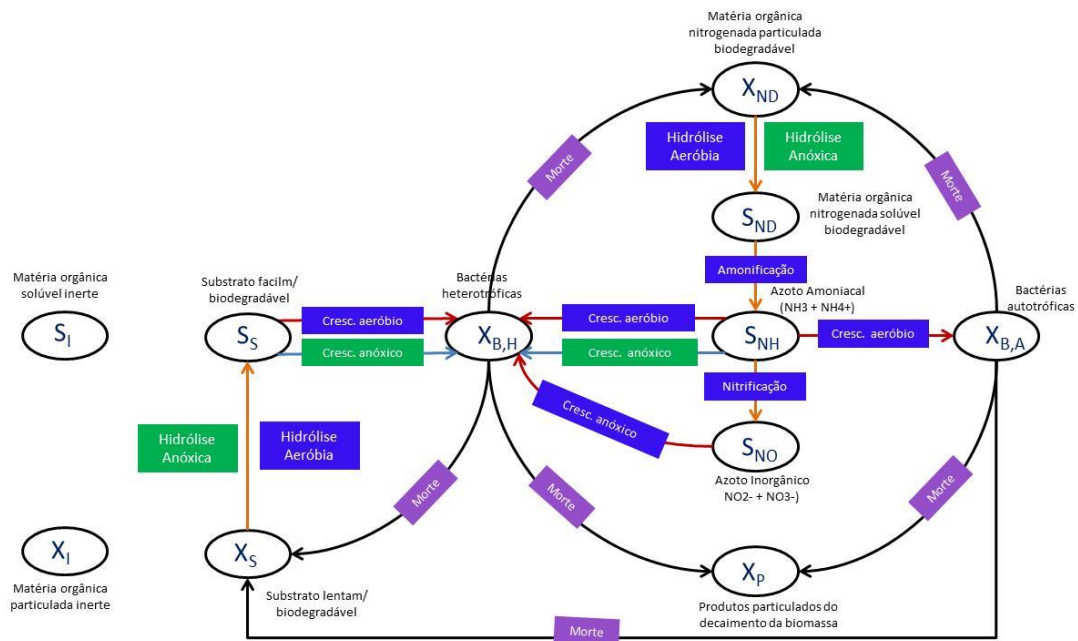 Matéria orgânica
nitrogenada particulada
biodegradável
X_ND
Hidrólise
Aeróbia
Hidrólise
Anóxica
Morte
Morte
S_ND
Matéria orgânica
nitrogenada solúvel
biodegradável
Amonificação
Matéria orgânica
solúvel inerte
Substrato facilm/
biodegradável
Bactérias
heterotróficas
Azoto Amoniacal
(NH3 + NH4+)
Bactérias
autotróficas
S_I
S_S
Cresc. aeróbio
Cresc. anóxico
X_B,H
Cresc. aeróbio
Cresc. anóxico
S_NH
Cresc. aeróbio
X_B,A
Nitrificação
Cresc. anóxico
S_NO
Azoto Inorgânico
NO2- + NO3-)
Hidrólise
Anóxica
Hidrólise
Aeróbia
Morte
Morte
Morte
X_I
Matéria orgânica
particulada inerte
X_S
Substrato lentam/
biodegradável
X_P
Produtos particulados do
decaimento da biomassa
Morte